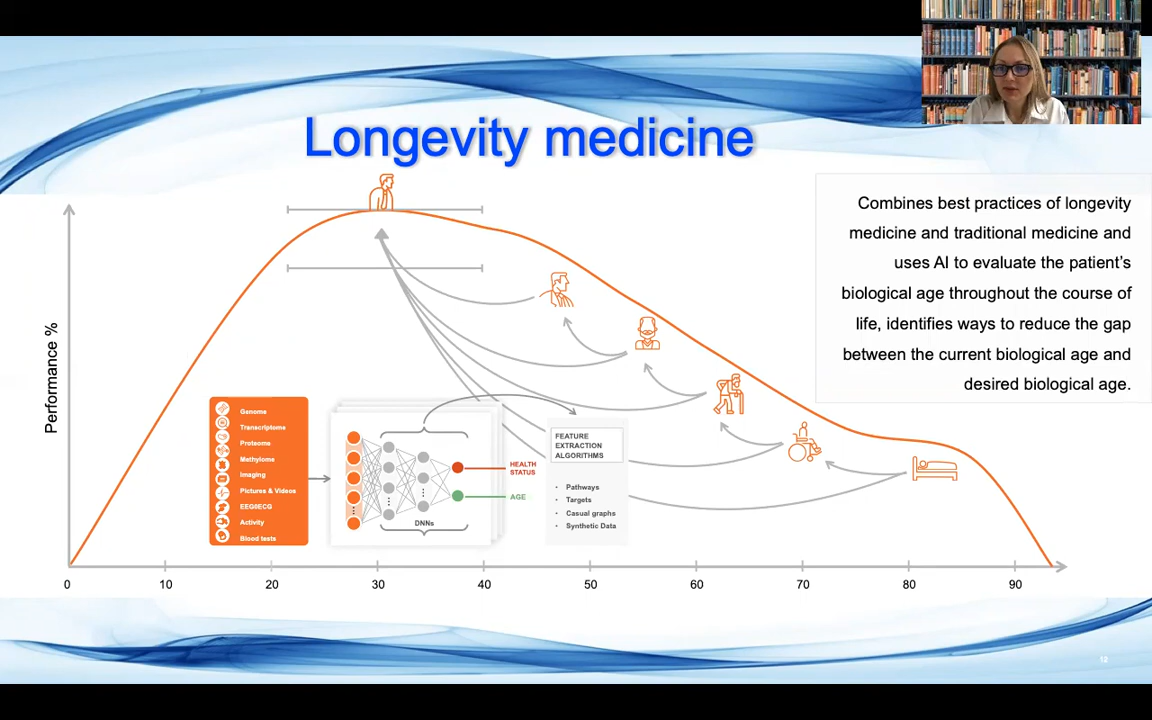 Longevity medicine
Combines best practices of longevity
medicine and traditional medicine and
uses AI to evaluate the patient's
biological age throughout the course of
life, identifies ways to reduce the gap
between the current biological age and
desired biological age.
Performance %
Genome
Transcriptome
Proteome
Methylome
Imaging
Pictures & Videos
EEG\ECG
Activity
Blood tests
DNNs
HEALTH
STATUS
AGE
FEATURE
EXTRACTION
ALGORITHMS
• Pathways
• Targets
• Casual graphs
• Synthetic Data
0 10 20 30 40 50 60 70 80 90
12